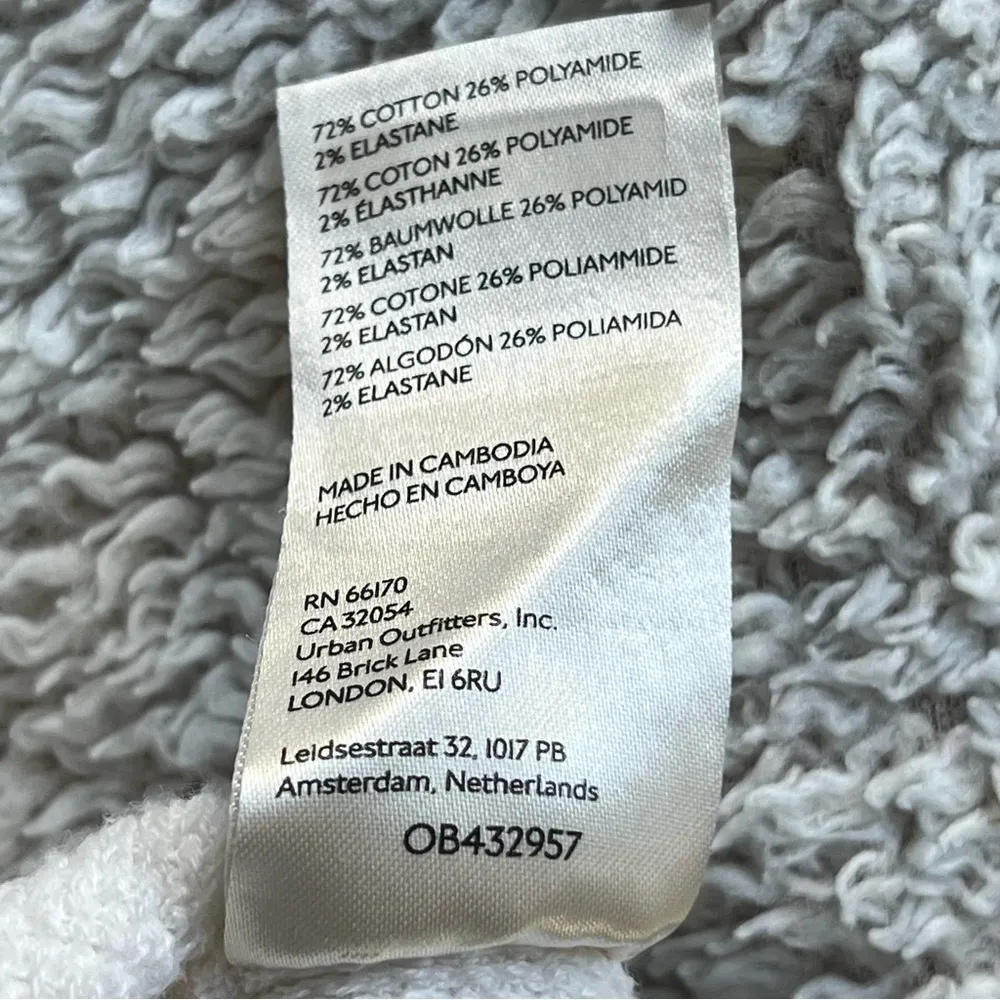 72% COTTON 26% POLYAMIDE
2% ELASTANE
72% COTON 26% POLYAMIDE
2% ÉLASTHANNE
72% BAUMWOLLE 26% POLYAMID
2% ELASTAN
72% COTONE 26% POLIAMMIDE
2% ELASTAN
72% ALGODÓN 26% POLIAMIDA
2% ELASTANE
MADE IN CAMBODIA
HECHO EN CAMBOYA
RN 66170
CA 32054
Urban Outfitters, Inc.
146 Brick Lane
LONDON, E1 6RU
Leidsestraat 32, 1017 PB
Amsterdam, Netherlands
OB432957